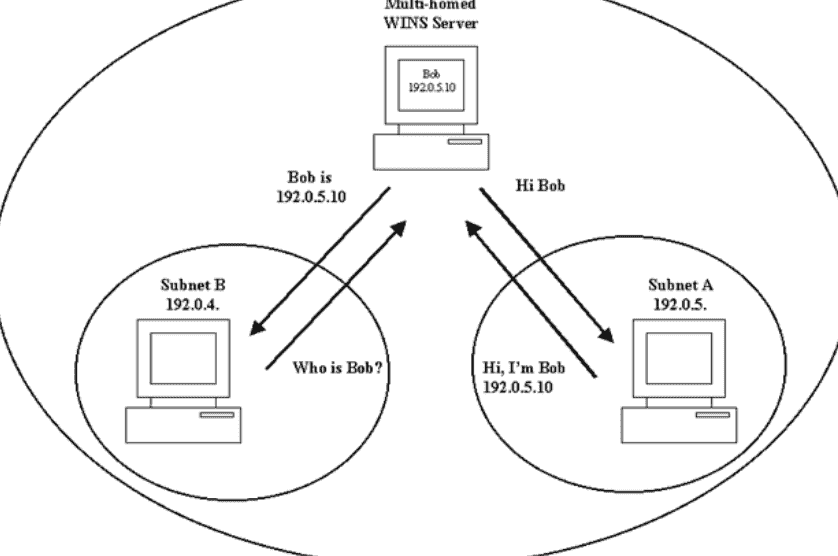 Multi-homed
WINS Server
Bob
192.0.5.10
Bob is
192.0.5.10
Hi Bob
Subnet B
192.0.4.
Subnet A
192.0.5.
Who is Bob?
Hi, I'm Bob
192.0.5.10